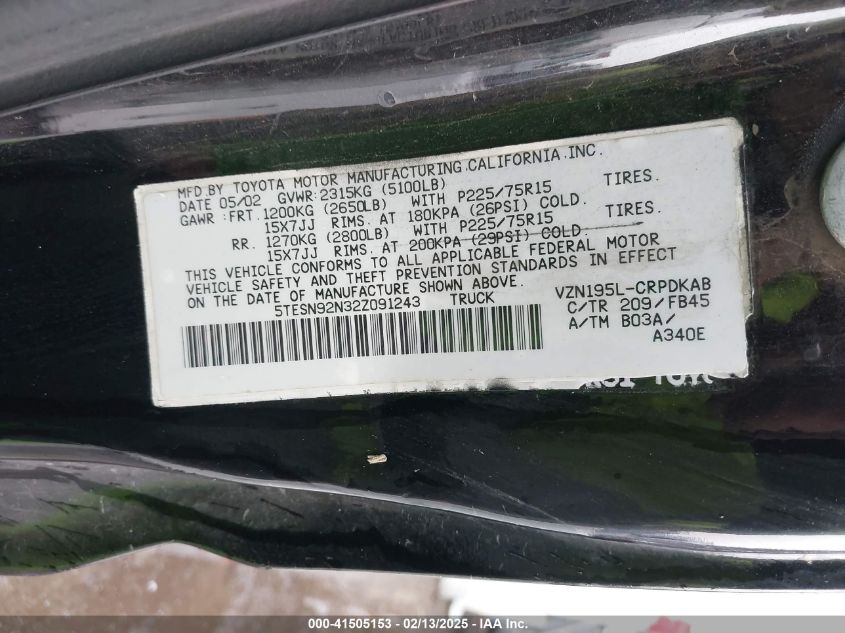 MFD.BY TOYOTA MOTOR MANUFACTURING.CALIFORNIA.INC.
DATE 05/02 GVWR:2315KG (5100LB)
GAWR :FRT.1200KG (2650LB) WITH P225/75R15 TIRES.
15X7JJ RIMS. AT 180KPA (26PSI) COLD.
RR. 1270KG (2800LB) WITH P225/75R15 TIRES.
15X7JJ RIMS. AT 200KPA (29PSI) COLD
THIS VEHICLE CONFORMS TO ALL APPLICABLE FEDERAL MOTOR
VEHICLE SAFETY AND THEFT PREVENTION STANDARDS IN EFFECT
ON THE DATE OF MANUFACTURE SHOWN ABOVE.
5TESN92N32Z091243 TRUCK
VZN195L-CRPDKAB
C/TR 209/FB45
A/TM B03A/
A340E
000-41505153 - 02/13/2025 - IAA Inc.